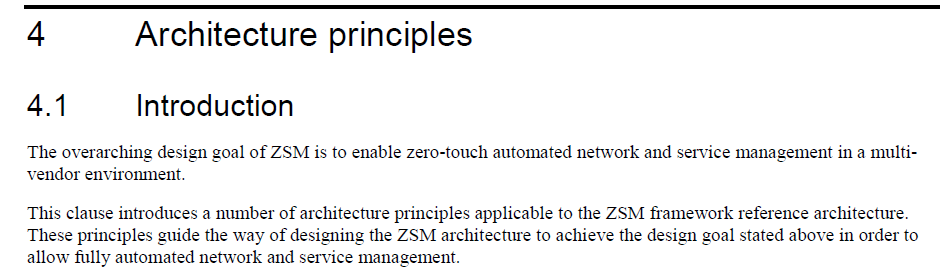 4 Architecture principles
4.1 Introduction
The overarching design goal of ZSM is to enable zero-touch automated network and service management in a multi-
vendor environment.
This clause introduces a number of architecture principles applicable to the ZSM framework reference architecture.
These principles guide the way of designing the ZSM architecture to achieve the design goal stated above in order to
allow fully automated network and service management.